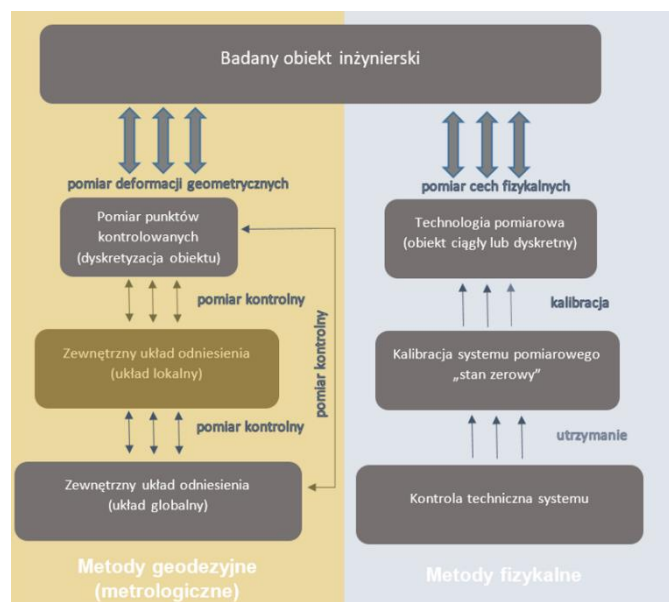 Badany obiekt inżynierski
pomiar deformacji geometrycznych
Pomiar punktów
kontrolowanych
(dyskretyzacja obiektu)
pomiar kontrolny
Zewnętrzny układ odniesienia
(układ lokalny)
pomiar kontrolny
Zewnętrzny układ odniesienia
(układ globalny)
pomiar kontrolny
Metody geodezyjne
(metrologiczne)
pomiar cech fizykalnych
Technologia pomiarowa
(obiekt ciągły lub dyskretny)
kalibracja
Kalibracja systemu pomiarowego
„stan zerowy”
utrzymanie
Kontrola techniczna systemu
Metody fizykalne